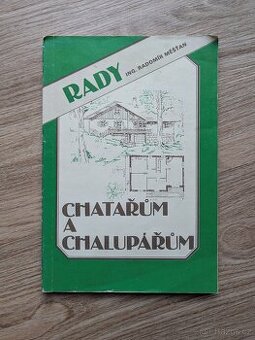 RADY
ING. RADOMÍR MĚŠŤAN
CHATAŘŮM
A
CHALUPÁŘŮM